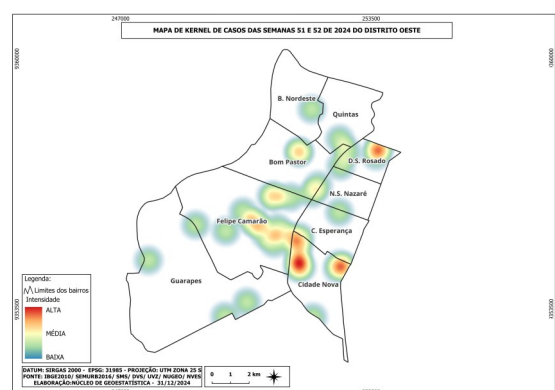 247000
253500
MAPA DE KERNEL DE CASOS DAS SEMANAS 51 E 52 DE 2024 DO DISTRITO OESTE
9360000
B. Nordeste
Quintas
Bom Pastor
D.S. Rosado
N.S. Nazaré
Felipe Camarão
C. Esperança
Guarapes
Cidade Nova
Legenda:
Limites dos bairros
Intensidade
ALTA
MÉDIA
BAIXA
9353500
9353500
DATUM: SIRGAS 2000 - EPSG: 31985 - PROJEÇÃO: UTM ZONA 25 S
FONTE: IBGE2010/ SEMURB2016/ SMS/ DVS/ UVZ/ NUGEO/ NVES
ELABORAÇÃO:NÚCLEO DE GEOESTATÍSTICA - 31/12/2024
0 1 2 km